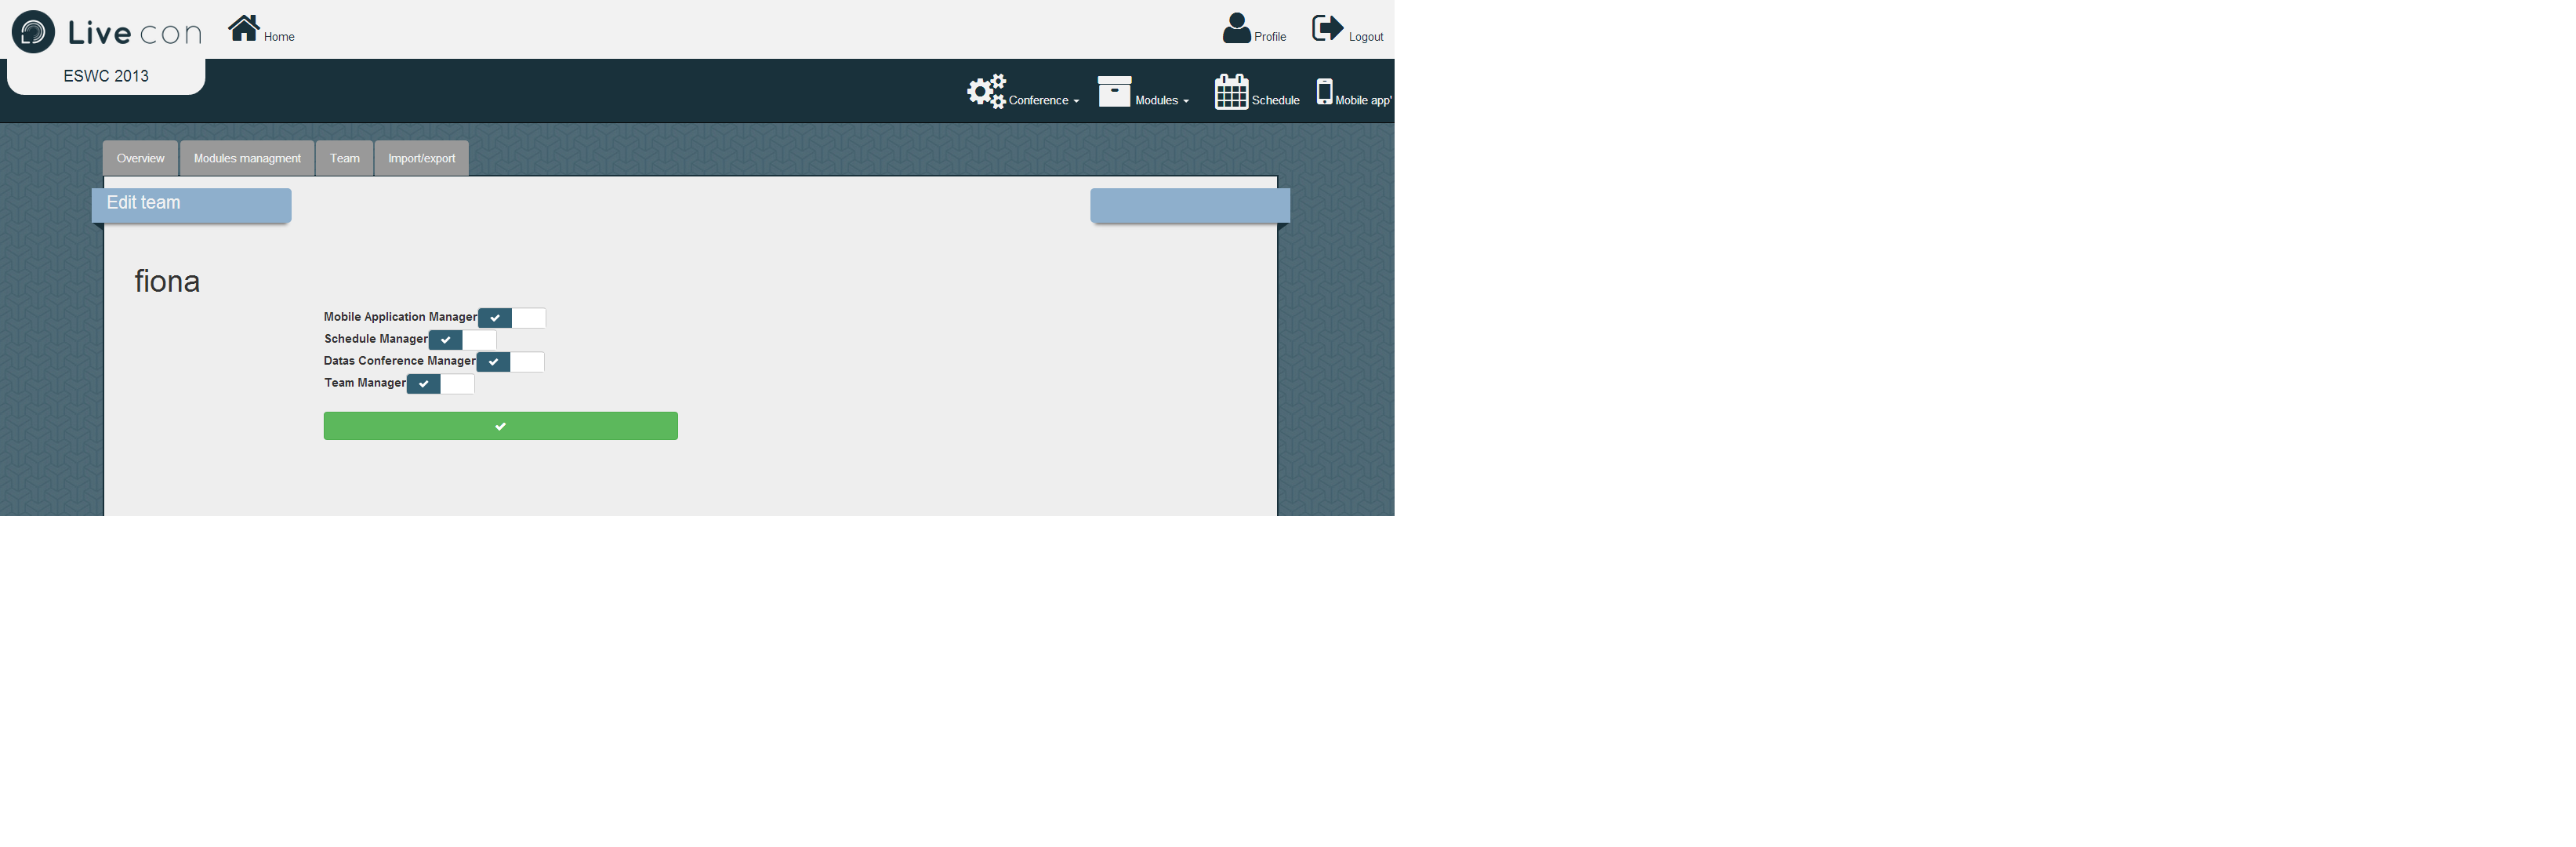 Live con
Home
Profile
Logout
ESWC 2013
Conference
Modules
Schedule
Mobile app'
Overview
Modules managment
Team
Import/export
Edit team
fiona
Mobile Application Manager
Schedule Manager
Datas Conference Manager
Team Manager